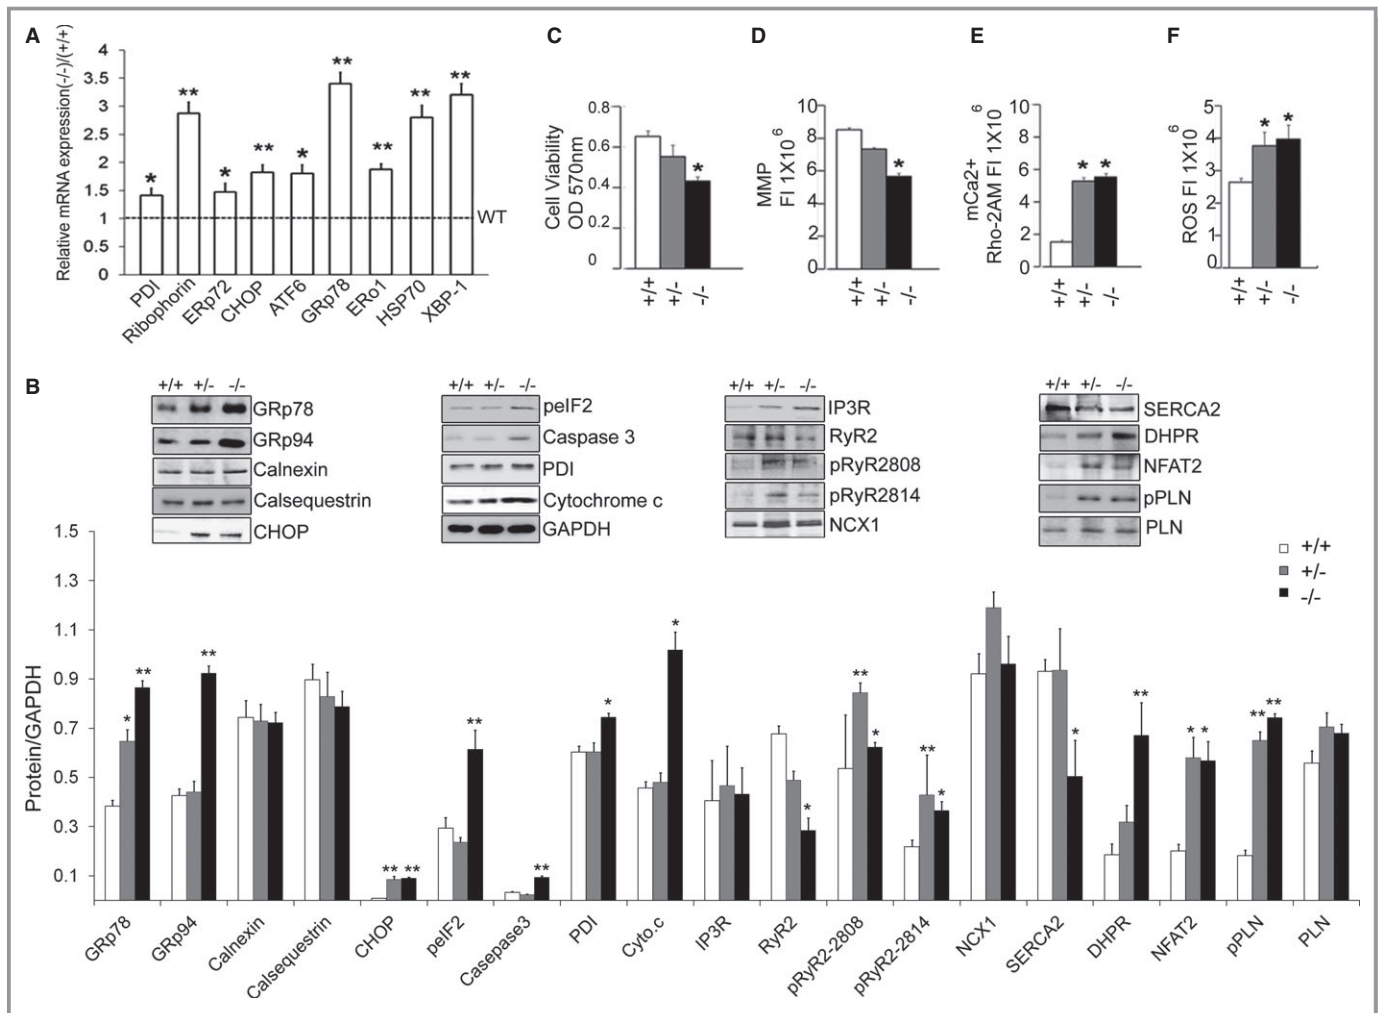 A
Relative mRNA expression(-/-)/(+/+)
4
3.5
3
2.5
2
1.5
1
0.5
0
*
**
*
**
*
**
**
**
**
WT
PDI
Ribophorin
ERp72
CHOP
ATF6
GRp78
ERo1
HSP70
XBP-1
C
Cell Viability
OD 570nm
0.8
0.6
0.4
0.2
0
*
+/+
+/-
-/-
D
MMP
FI 1X10 6
10
8
6
4
2
0
*
+/+
+/-
-/-
E
mCa2+
Rho-2AM FI 1X10 6
10
8
6
4
2
0
*
*
+/+
+/-
-/-
F
ROS FI 1X10 6
5
4
3
2
1
0
*
*
+/+
+/-
-/-
B
+/+ +/- -/-
GRp78
GRp94
Calnexin
Calsequestrin
CHOP
+/+ +/- -/-
peIF2
Caspase 3
PDI
Cytochrome c
GAPDH
+/+ +/- -/-
IP3R
RyR2
pRyR2808
pRyR2814
NCX1
+/+ +/- -/-
SERCA2
DHPR
NFAT2
pPLN
PLN
+/+
+/-
-/-
Protein/GAPDH
1.5
1.3
1.1
0.9
0.7
0.5
0.3
0.1
* **
**
** **
**
**
*
*
*
** *
** *
*
**
* *
** **
GRp78
GRp94
Calnexin
Calsequestrin
CHOP
peIF2
Casepase3
PDI
Cyto.c
IP3R
RyR2
pRyR2-2808
pRyR2-2814
NCX1
SERCA2
DHPR
NFAT2
pPLN
PLN